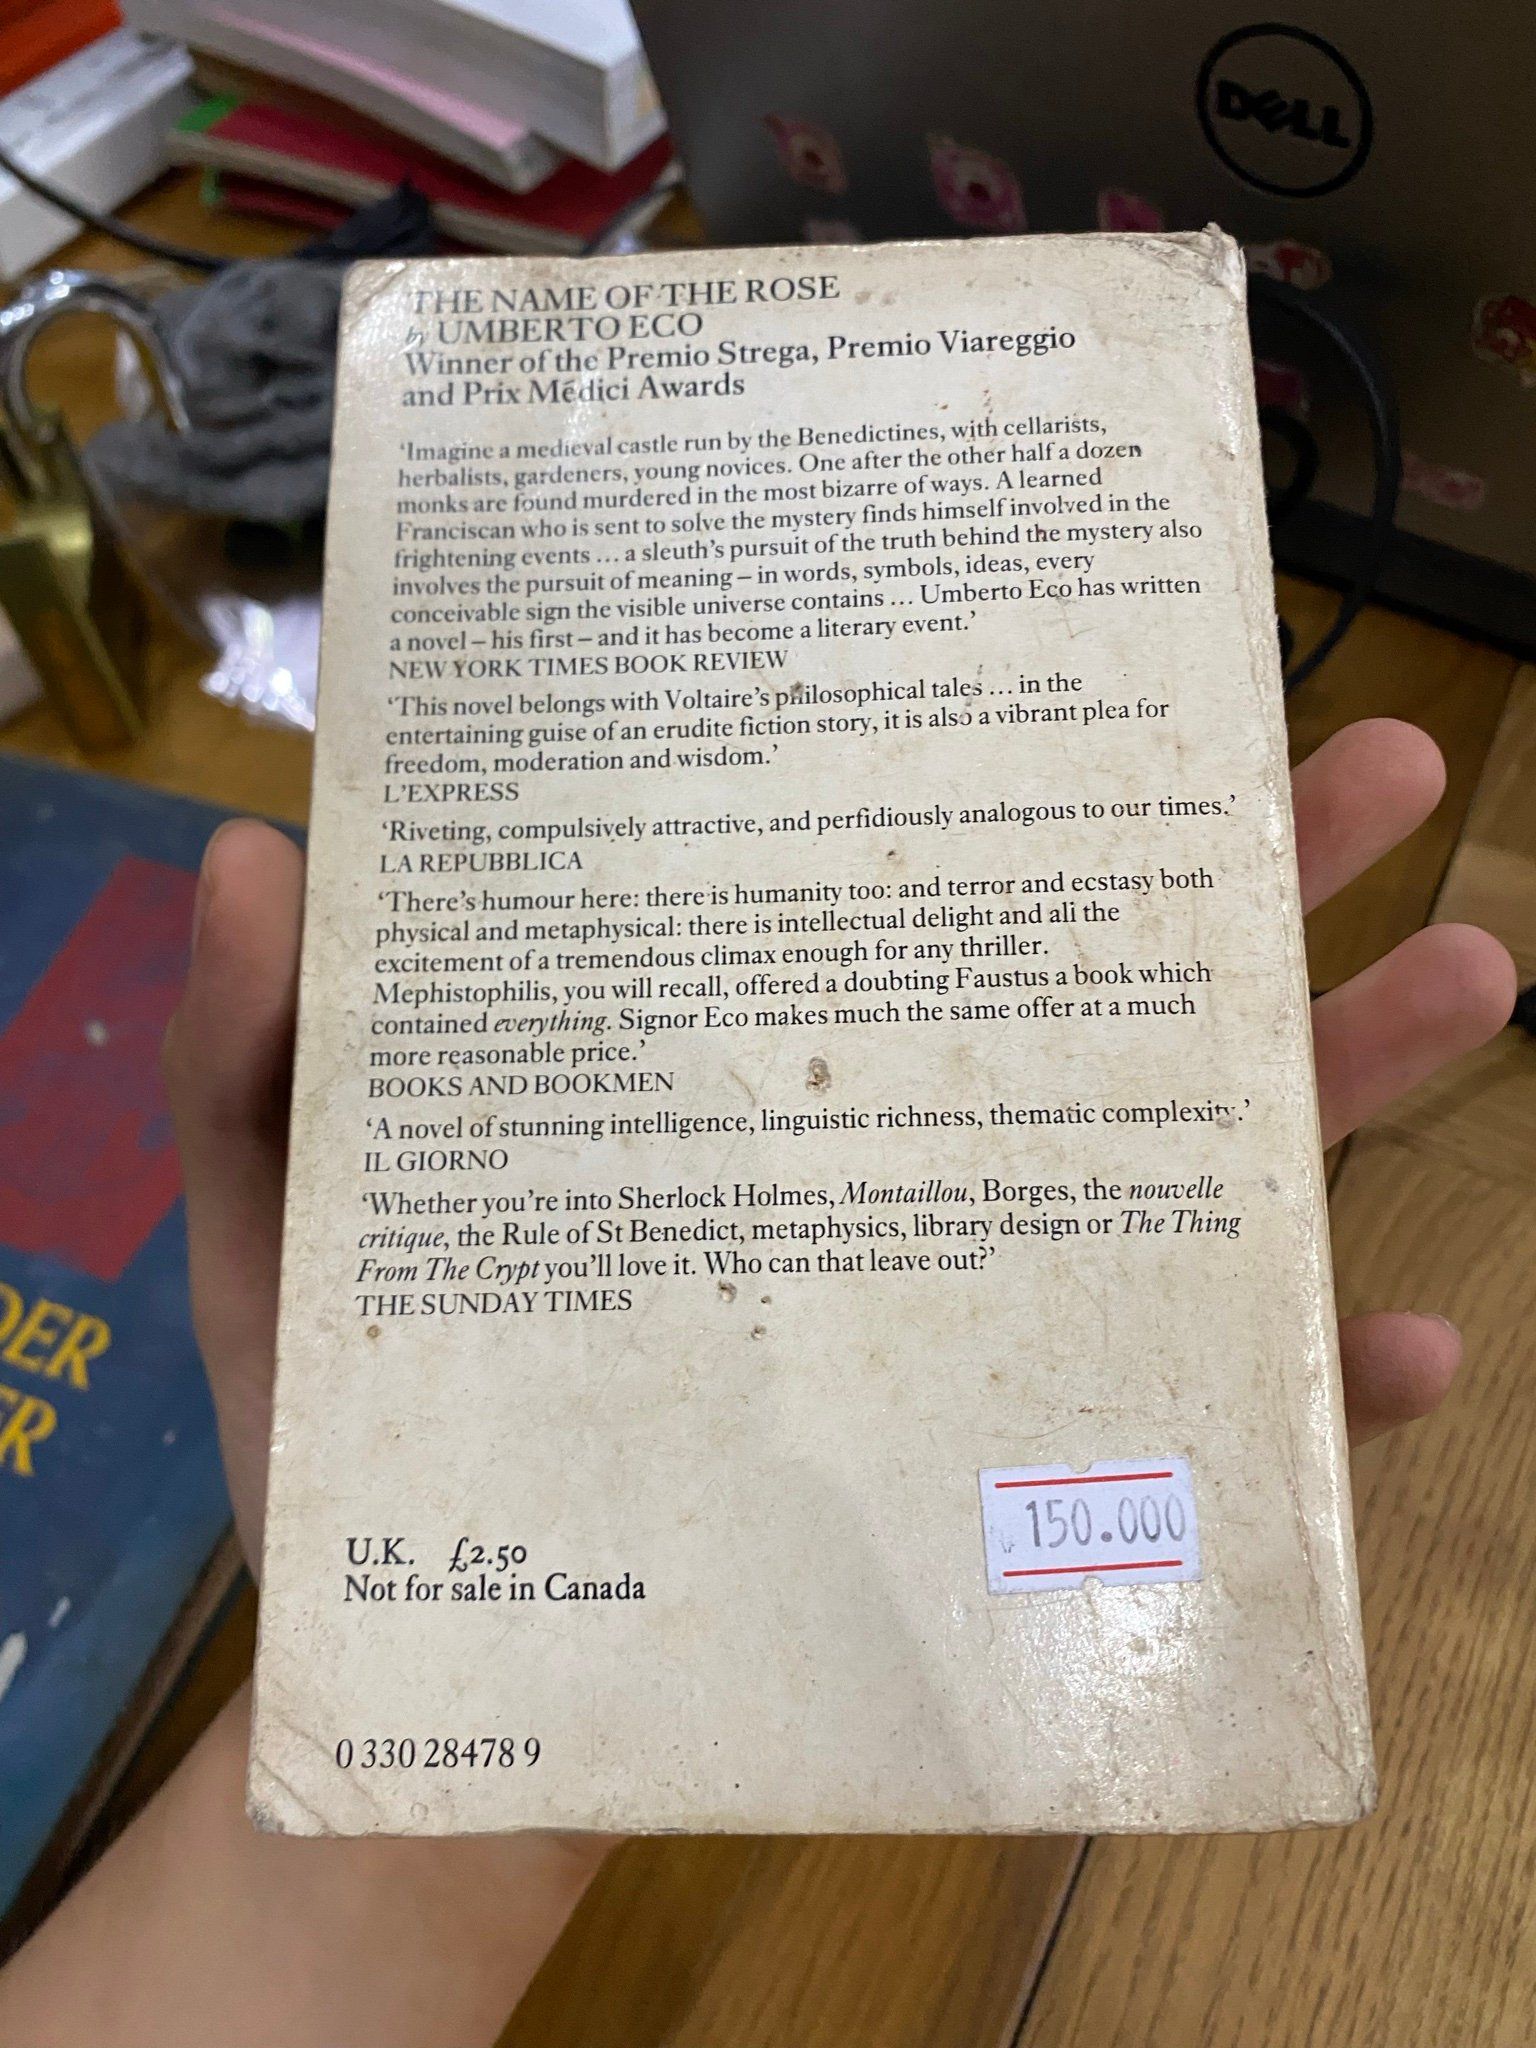 DELL
THE NAME OF THE ROSE
by UMBERTO ECO
Winner of the Premio Strega, Premio Viareggio
and Prix Médici Awards
‘Imagine a medieval castle run by the Benedictines, with cellarists,
herbalists, gardeners, young novices. One after the other half a dozen
monks are found murdered in the most bizarre of ways. A learned
Franciscan who is sent to solve the mystery finds himself involved in the
frightening events ... a sleuth’s pursuit of the truth behind the mystery also
involves the pursuit of meaning – in words, symbols, ideas, every
conceivable sign the visible universe contains ... Umberto Eco has written
a novel – his first – and it has become a literary event.’
NEW YORK TIMES BOOK REVIEW
‘This novel belongs with Voltaire’s philosophical tales ... in the
entertaining guise of an erudite fiction story, it is also a vibrant plea for
freedom, moderation and wisdom.’
L’EXPRESS
‘Riveting, compulsively attractive, and perfidiously analogous to our times.’
LA REPUBBLICA
‘There’s humour here: there is humanity too: and terror and ecstasy both
physical and metaphysical: there is intellectual delight and all the
excitement of a tremendous climax enough for any thriller.
Mephistophilis, you will recall, offered a doubting Faustus a book which
contained everything. Signor Eco makes much the same offer at a much
more reasonable price.’
BOOKS AND BOOKMEN
‘A novel of stunning intelligence, linguistic richness, thematic complexity.’
IL GIORNO
‘Whether you’re into Sherlock Holmes, Montaillou, Borges, the nouvelle
critique, the Rule of St Benedict, metaphysics, library design or The Thing
From The Crypt you’ll love it. Who can that leave out?’
THE SUNDAY TIMES
150.000
U.K. £2.50
Not for sale in Canada
0 330 28478 9